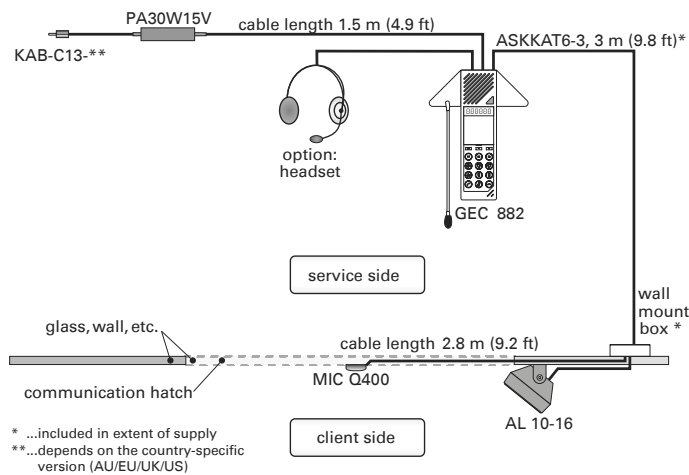 PA30W15V
cable length 1.5 m (4.9 ft)
KAB-C13-**
ASKKAT6-3, 3 m (9.8 ft)*
option:
headset
GEC 882
service side
wall
mount
box *
glass, wall, etc.
cable length 2.8 m (9.2 ft)
communication hatch
MIC Q400
AL 10-16
client side
* ...included in extent of supply
**...depends on the country-specific
version (AU/EU/UK/US)